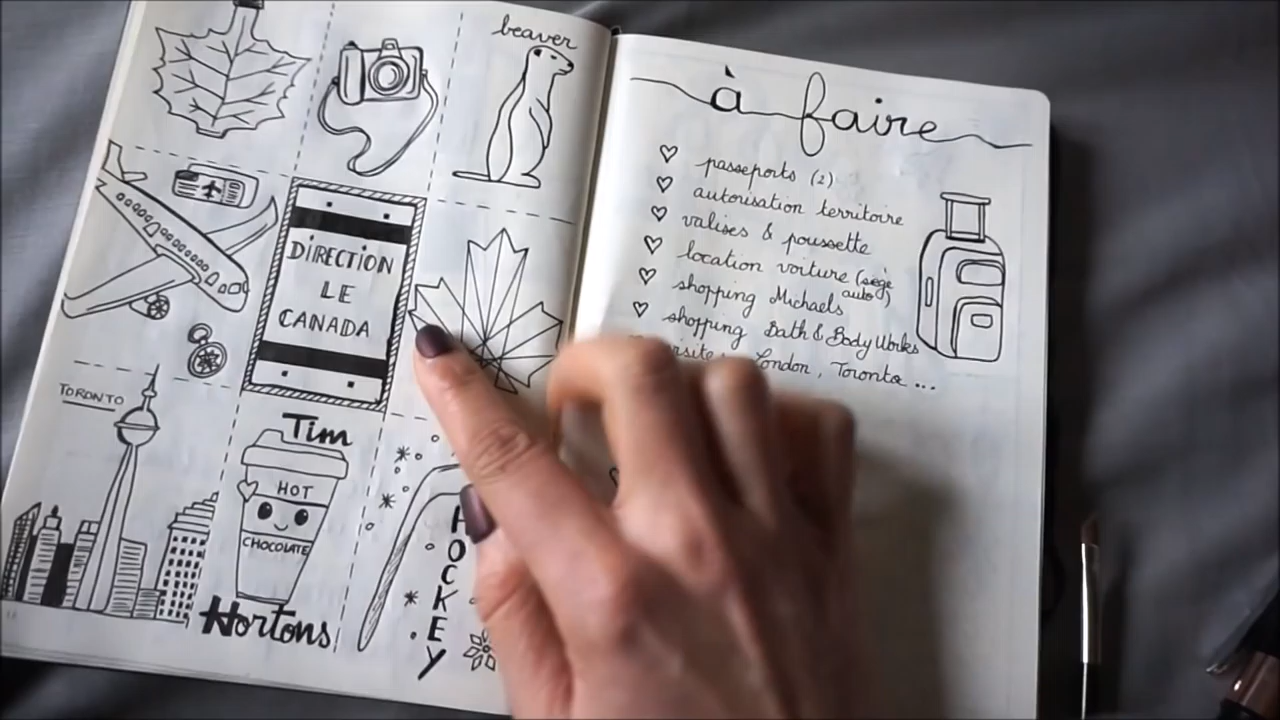 beaver
DIRECTION
LE
CANADA
TORONTO
Tim
HOT
CHOCOLATE
Hortons
HOCKEY
à faire
passeports (2)
autorisation territoire
valises & poussette
location voiture (siège
auto)
shopping Michaels
shopping Bath & Body Works
London, Toronto ...